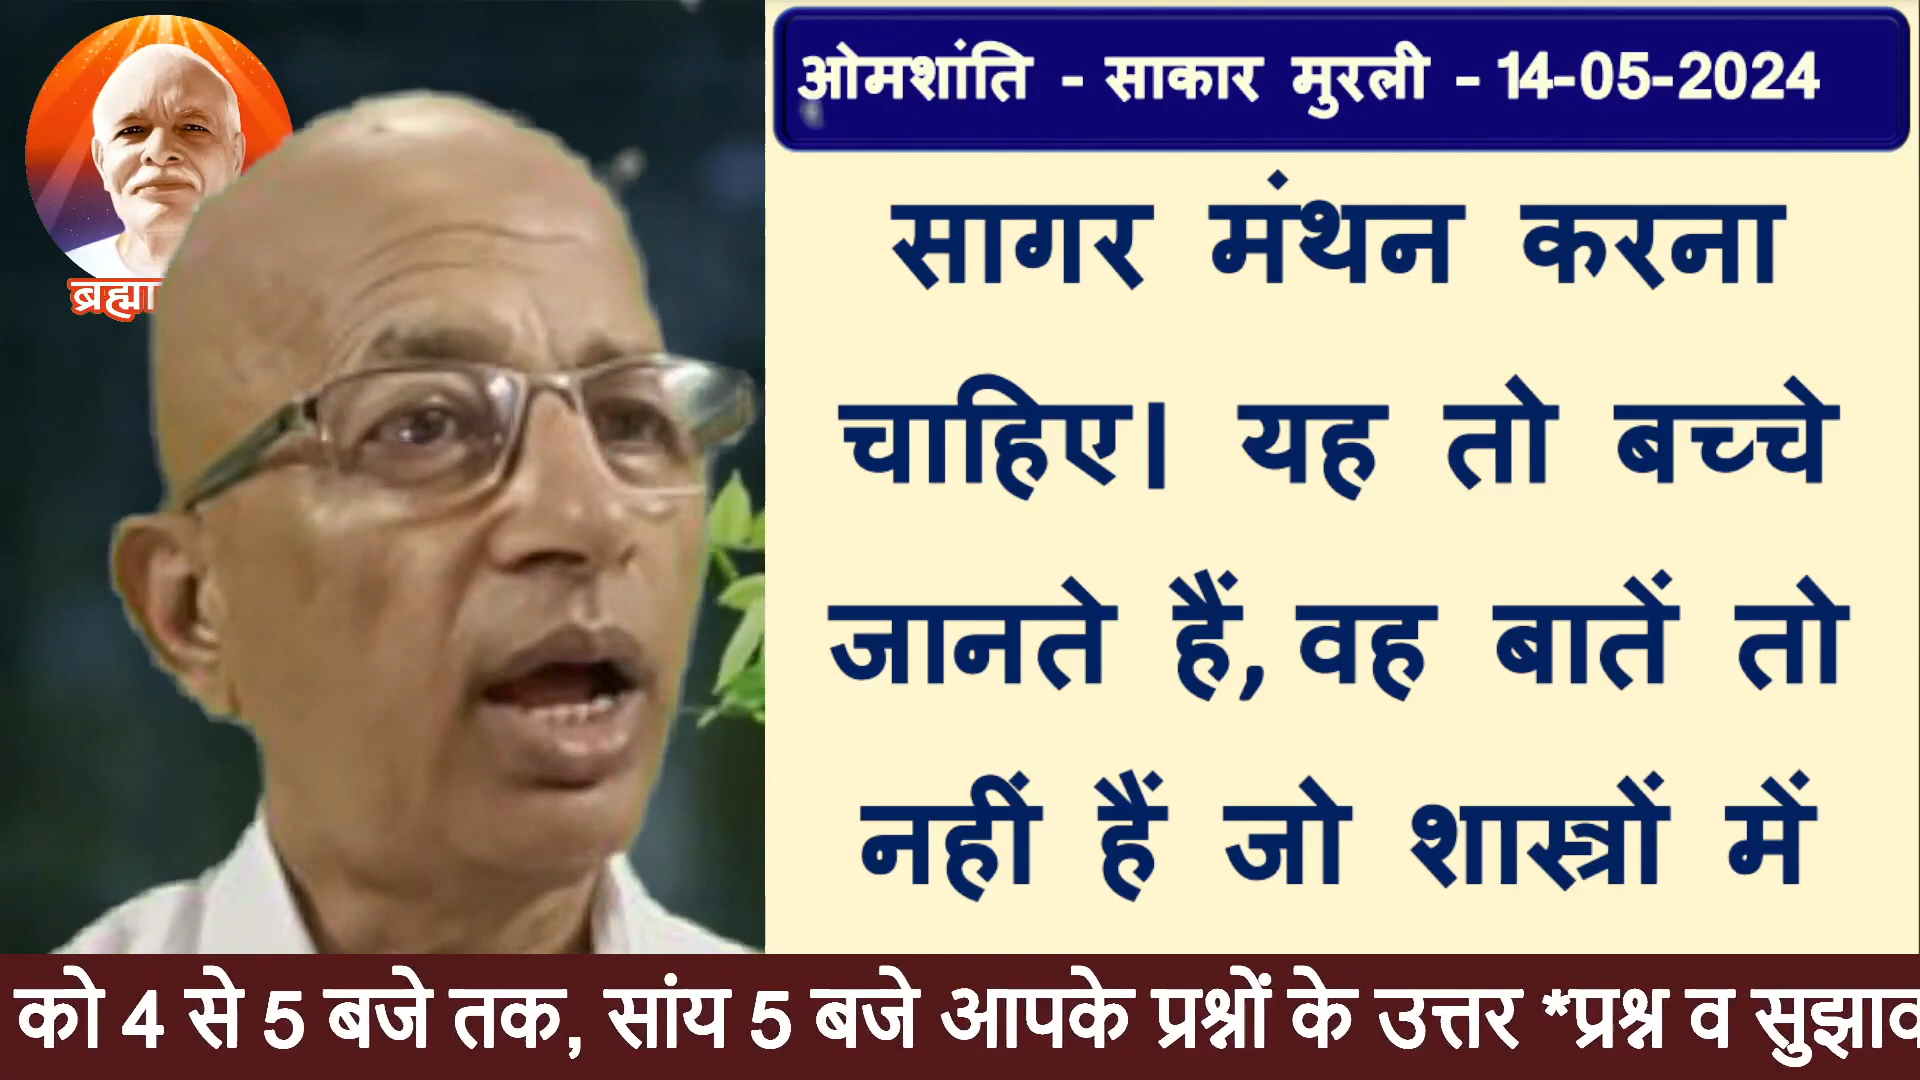 ओमशांति - साकार मुरली - 14-05-2024
ब्रह्मा
सागर मंथन करना
चाहिए। यह तो बच्चे
जानते हैं, वह बातें तो
नहीं हैं जो शास्त्रों में
को 4 से 5 बजे तक, सांय 5 बजे आपके प्रश्नों के उत्तर *प्रश्न व सुझाव